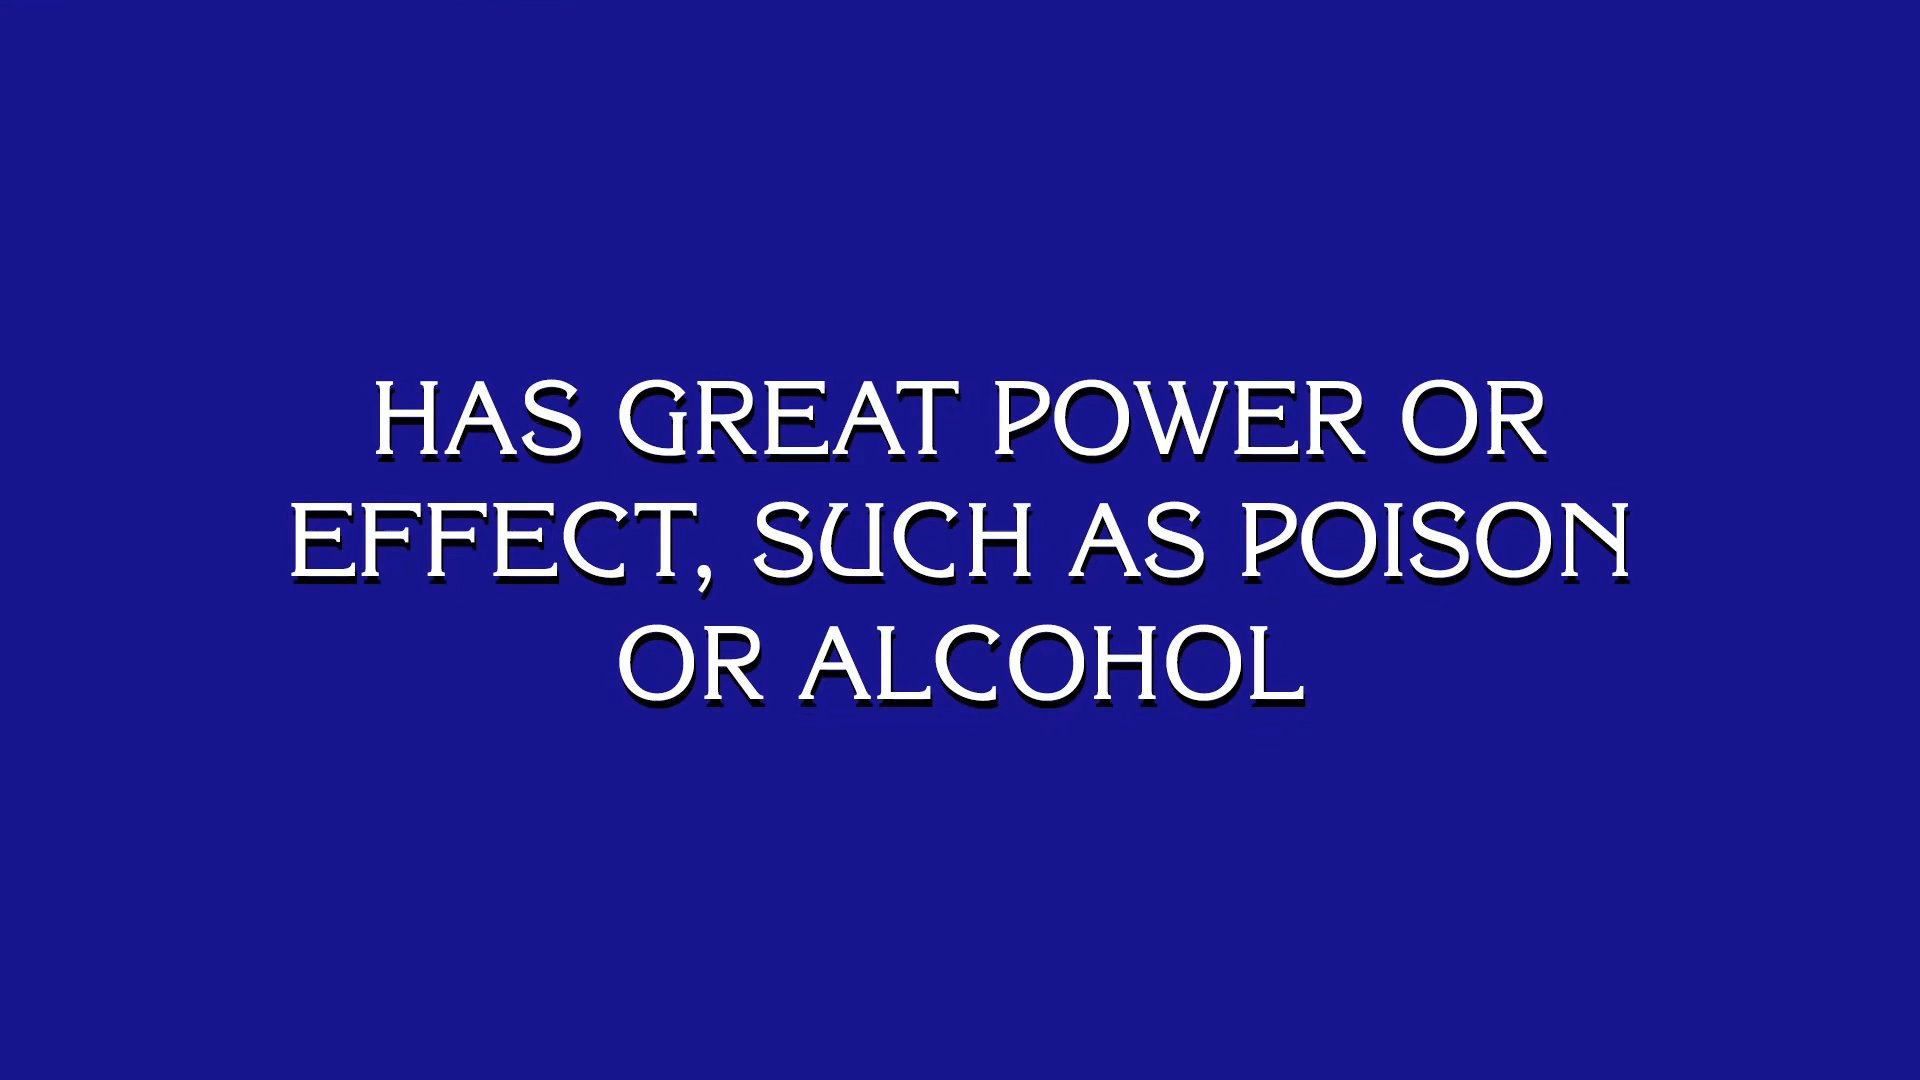 HAS GREAT POWER OR
EFFECT, SUCH AS POISON
OR ALCOHOL